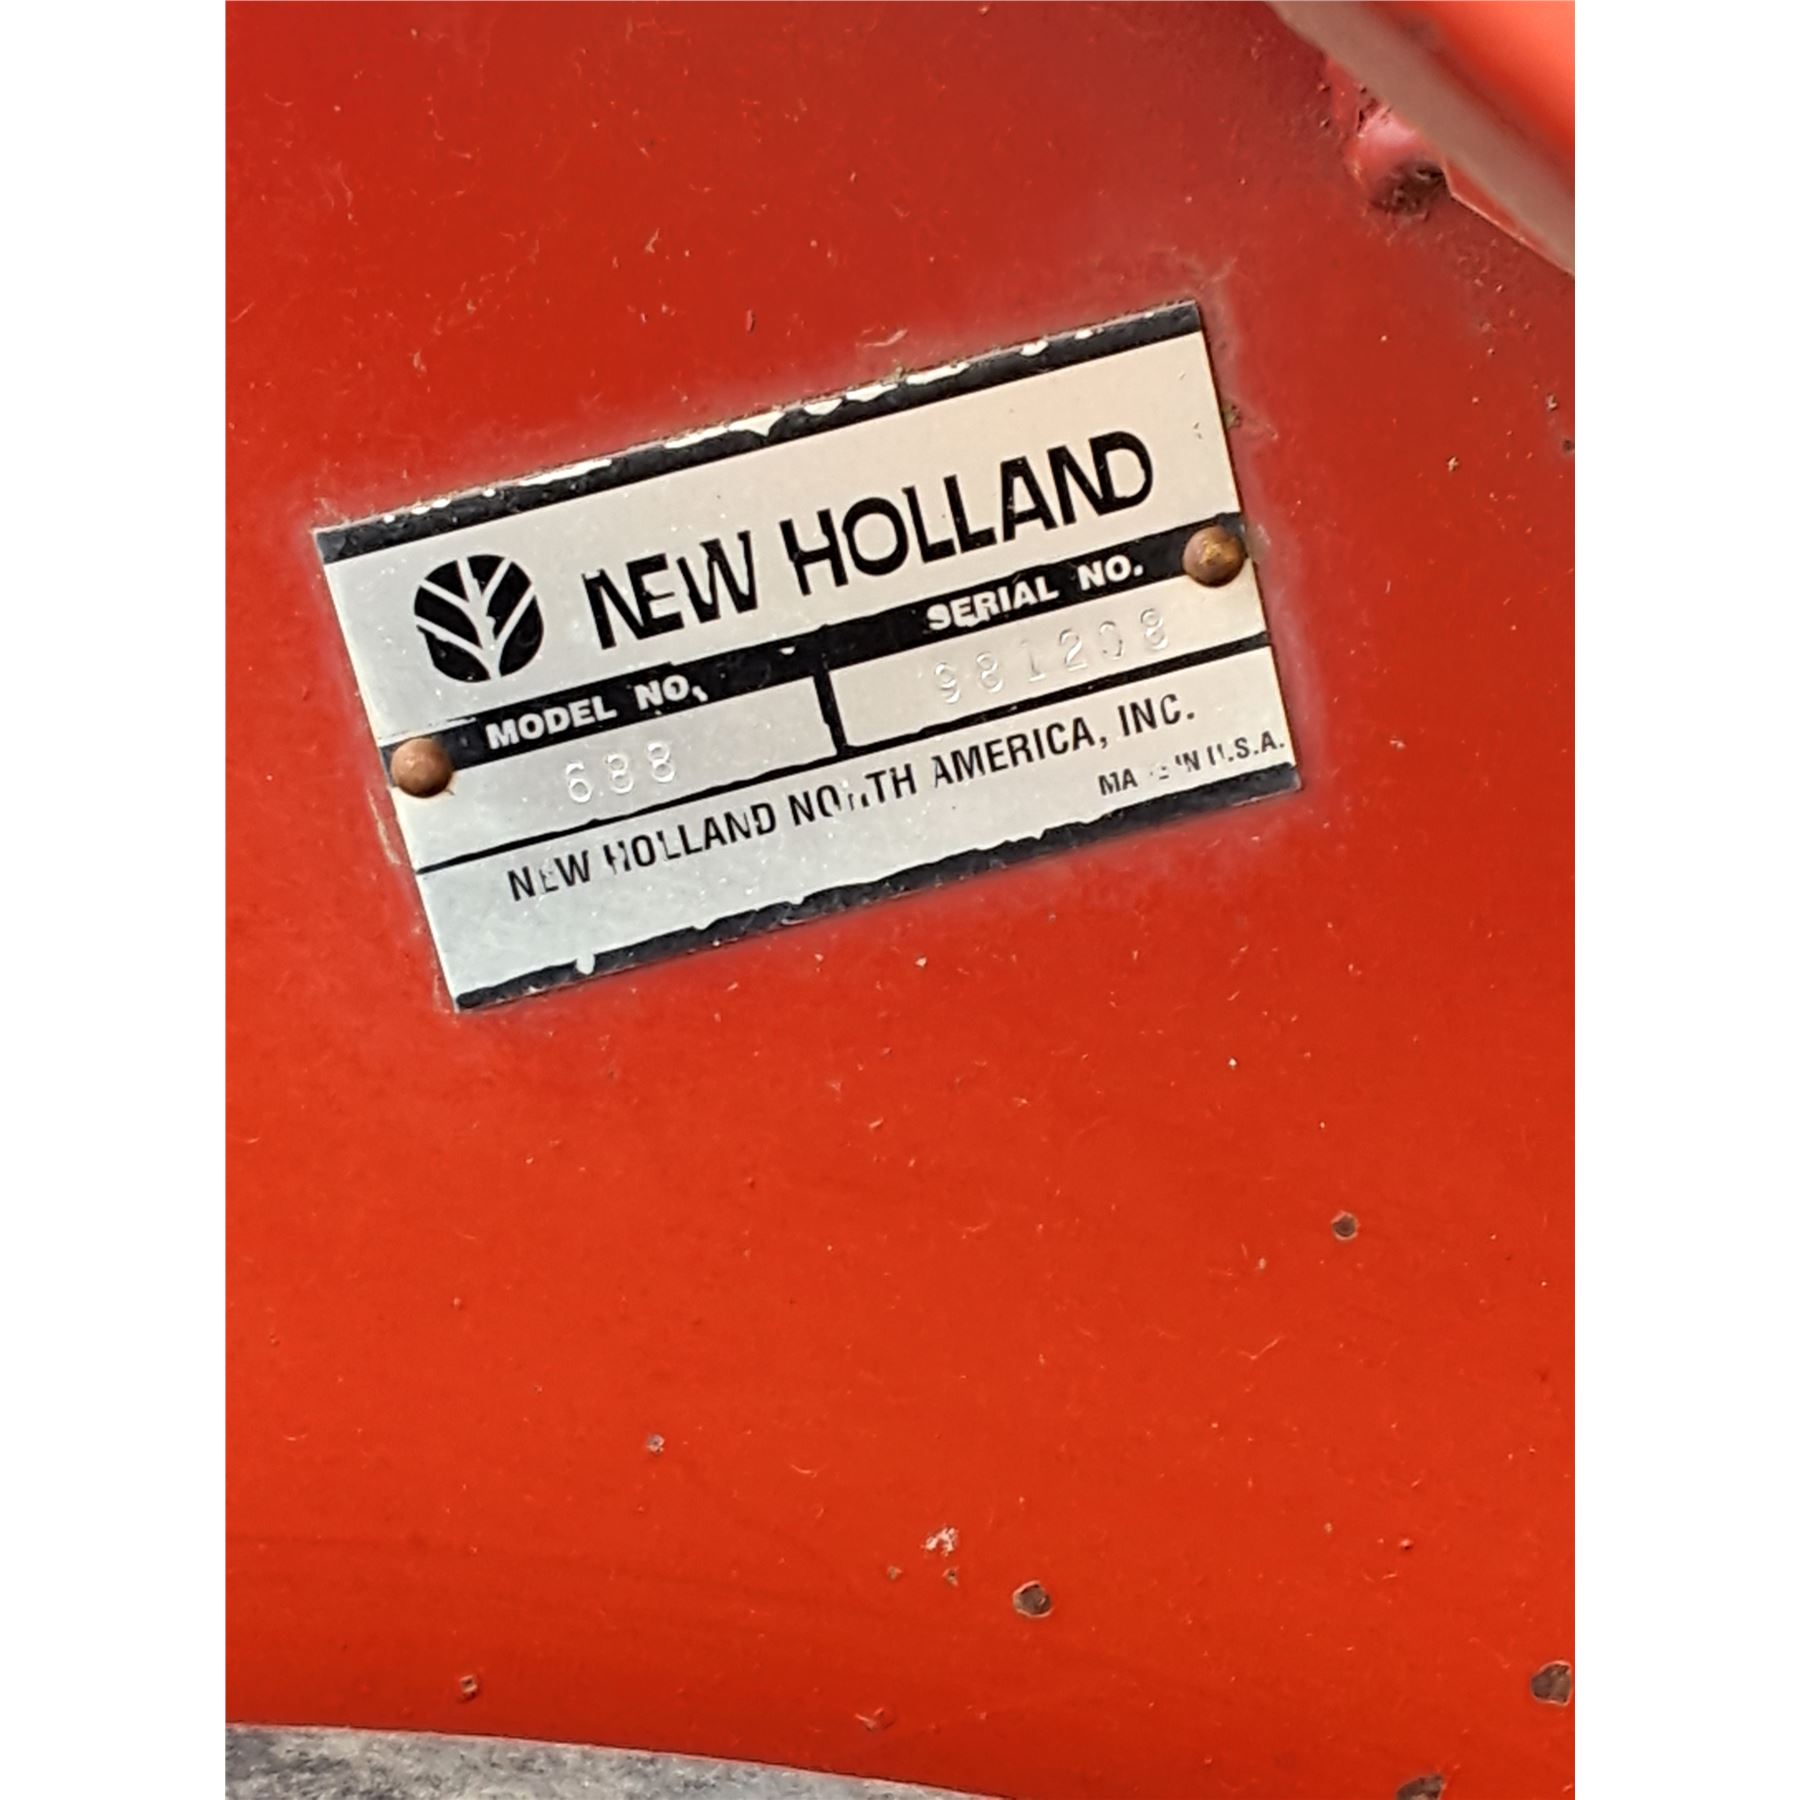 NEW HOLLAND
MODEL NO. SERIAL NO.
688 981208
NEW HOLLAND NORTH AMERICA, INC.
MADE IN U.S.A.